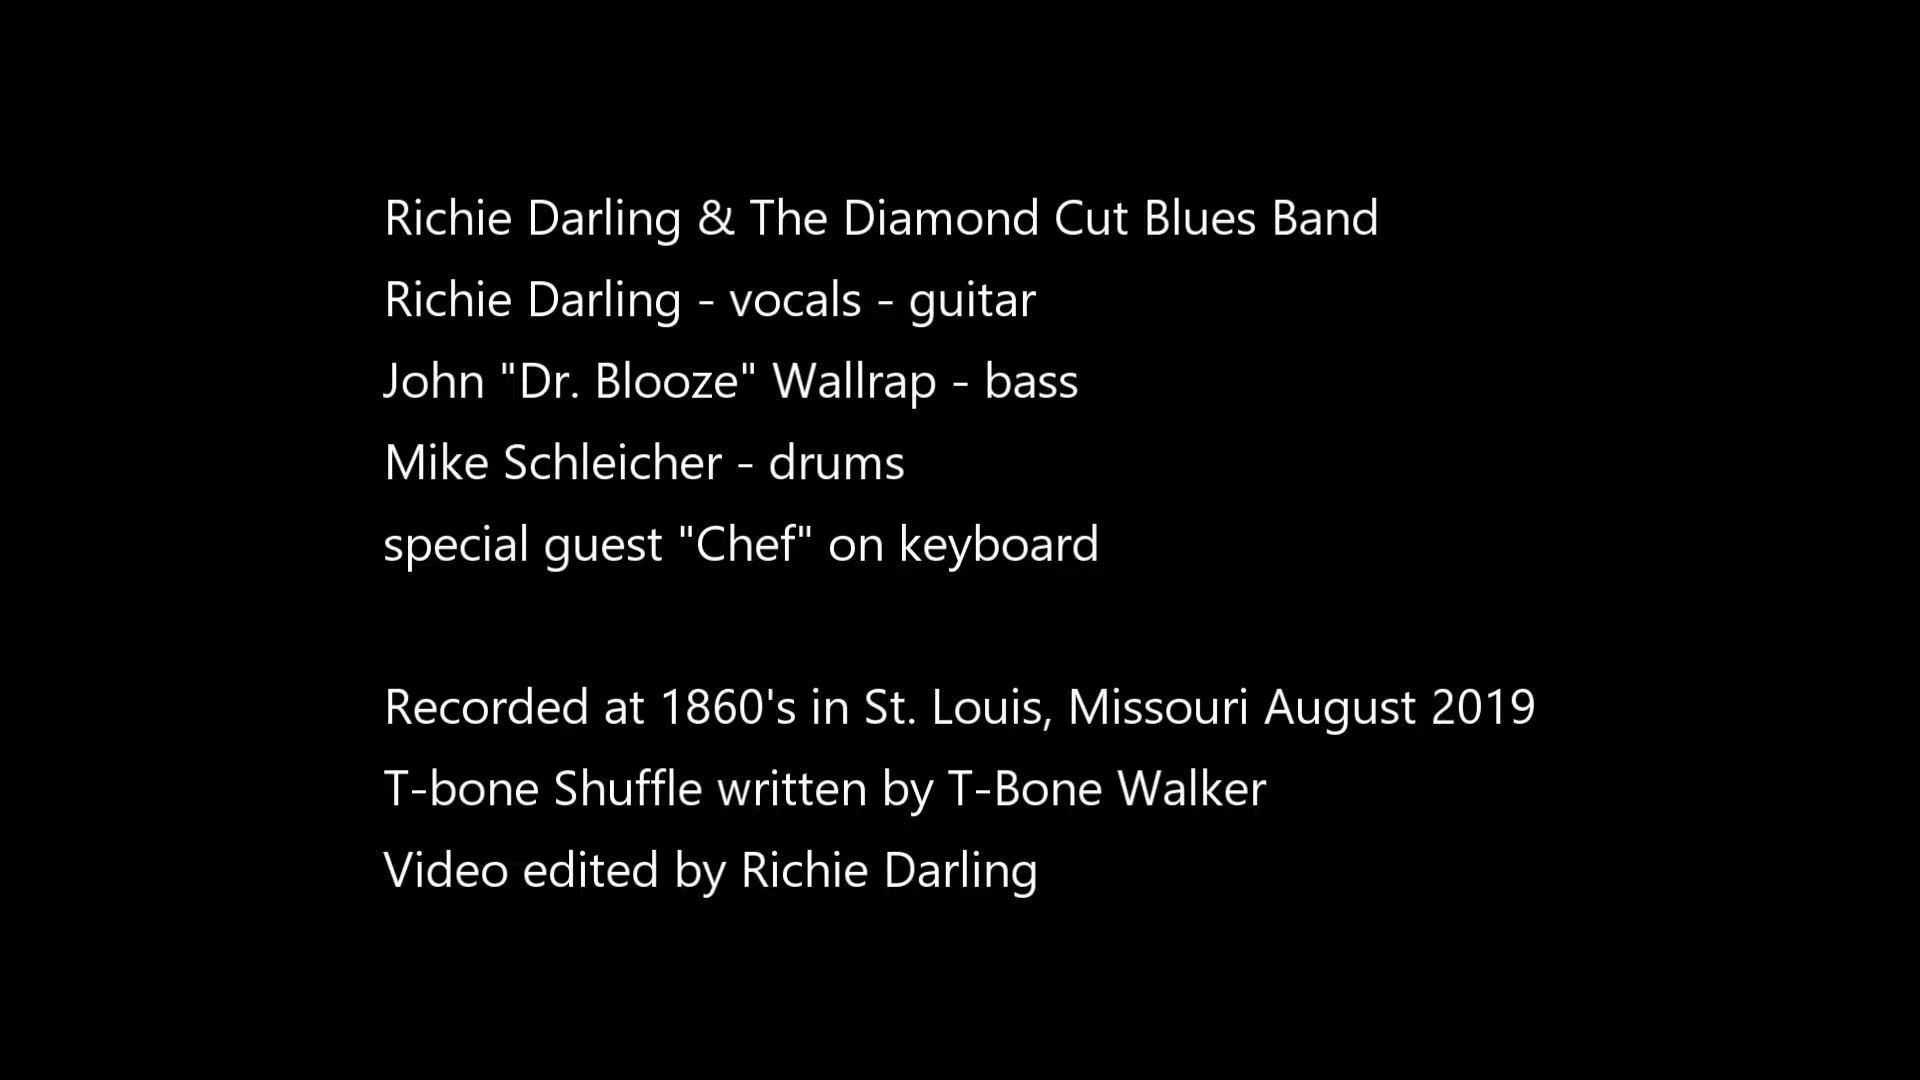 Richie Darling & The Diamond Cut Blues Band
Richie Darling - vocals - guitar
John "Dr. Blooze" Wallrap - bass
Mike Schleicher - drums
special guest "Chef" on keyboard
Recorded at 1860's in St. Louis, Missouri August 2019
T-bone Shuffle written by T-Bone Walker
Video edited by Richie Darling